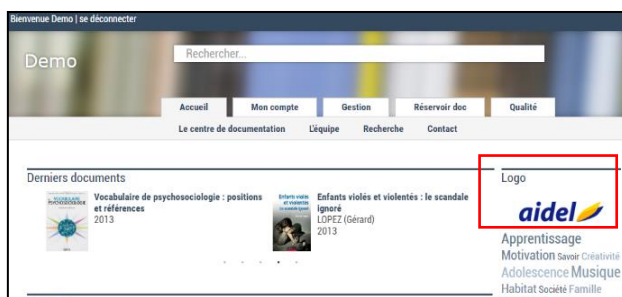 Bienvenue Demo | se déconnecter
Demo
Rechercher...
Accueil Mon compte Gestion Réservoir doc Qualité
Le centre de documentation L'équipe Recherche Contact
Derniers documents
Vocabulaire de psychosociologie : positions
et références
2013
Enfants violés et violentés : le scandale
ignoré
LOPEZ (Gérard)
2013
Logo
aidel
Apprentissage
Motivation Savoir Créativité
Adolescence Musique
Habitat Société Famille